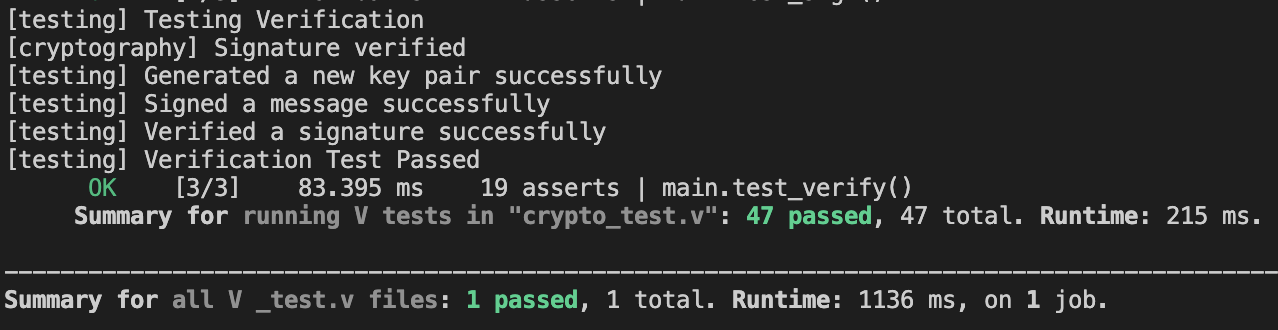 [testing] Testing Verification
[cryptography] Signature verified
[testing] Generated a new key pair successfully
[testing] Signed a message successfully
[testing] Verified a signature successfully
[testing] Verification Test Passed
OK [3/3] 83.395 ms 19 asserts | main.test_verify()
Summary for running V tests in "crypto_test.v": 47 passed, 47 total. Runtime: 215 ms.
Summary for all V _test.v files: 1 passed, 1 total. Runtime: 1136 ms, on 1 job.